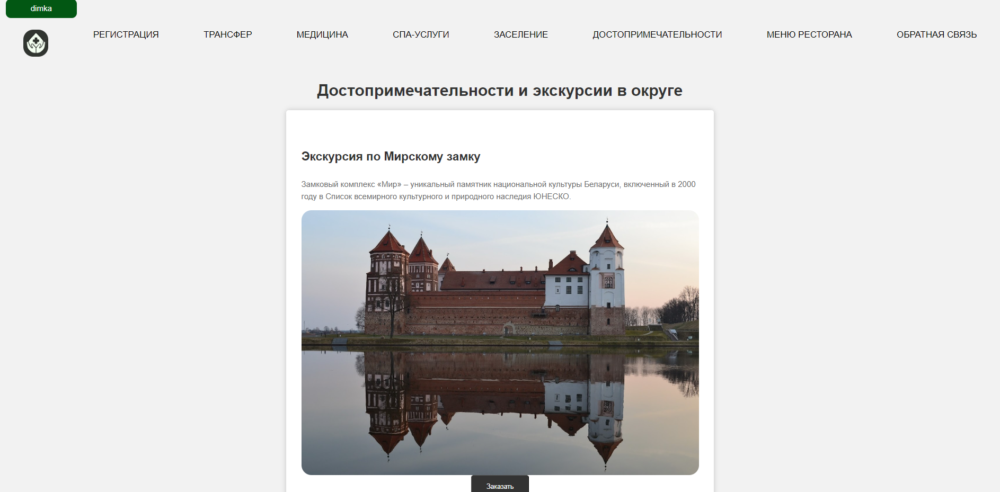 dimka
РЕГИСТРАЦИЯ
ТРАНСФЕР
МЕДИЦИНА
СПА-УСЛУГИ
ЗАСЕЛЕНИЕ
ДОСТОПРИМЕЧАТЕЛЬНОСТИ
МЕНЮ РЕСТОРАНА
ОБРАТНАЯ СВЯЗЬ
Достопримечательности и экскурсии в округе
Экскурсия по Мирскому замку
Замковый комплекс «Мир» – уникальный памятник национальной культуры Беларуси, включенный в 2000
году в Список всемирного культурного и природного наследия ЮНЕСКО.
Заказать